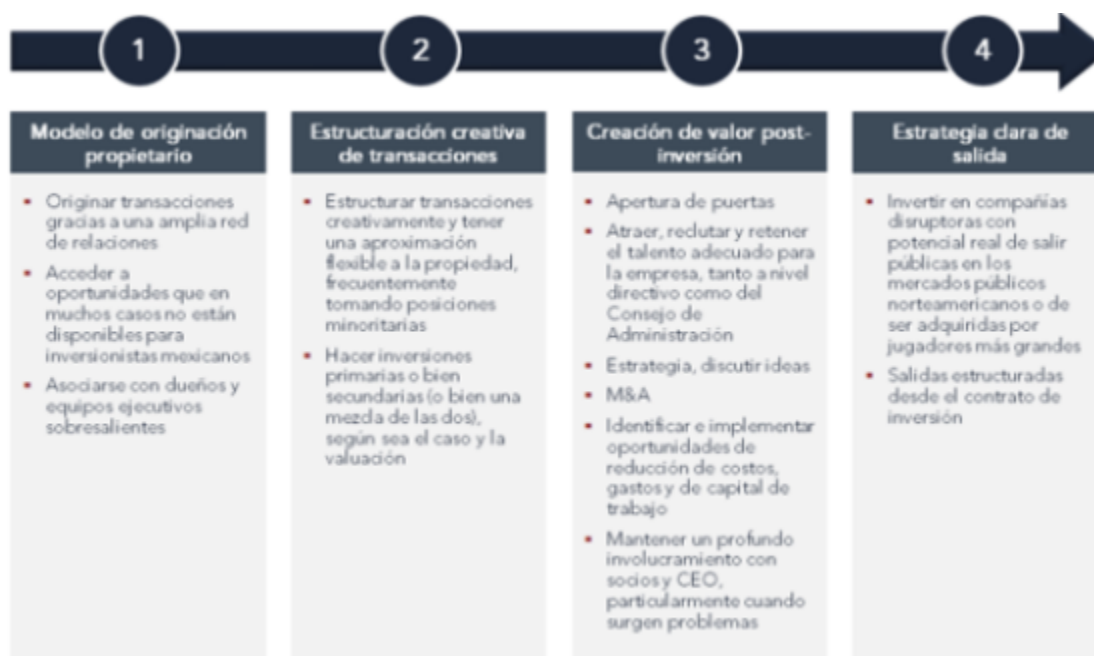 1
2
3
4
Modelo de originación
propietario
▪ Originar transacciones
gracias a una amplia red
de relaciones
▪ Acceder a
oportunidades que en
muchos casos no están
disponibles para
inversionistas mexicanos
▪ Asociarse con dueños y
equipos ejecutivos
sobresalientes
Estructuración creativa
de transacciones
▪ Estructurar transacciones
creativamente y tener
una aproximación
flexible a la propiedad,
frecuentemente
tomando posiciones
minoritarias
▪ Hacer inversiones
primarias o bien
secundarias (o bien una
mezcla de las dos),
según sea el caso y la
valuación
Creación de valor post-
inversión
▪ Apertura de puertas
▪ Atraer, reclutar y retener
el talento adecuado para
la empresa, tanto a nivel
directivo como del
Consejo de
Administración
▪ Estrategia, discutir ideas
▪ M&A
▪ Identificar e implementar
oportunidades de
reducción de costos,
gastos y de capital de
trabajo
▪ Mantener un profundo
involucramiento con
socios y CEO,
particularmente cuando
surgen problemas
Estrategia clara de
salida
▪ Invertir en compañías
disruptoras con
potencial real de salir
públicas en los
mercados públicos
norteamericanos o de
ser adquiridas por
jugadores más grandes
▪ Salidas estructuradas
desde el contrato de
inversión